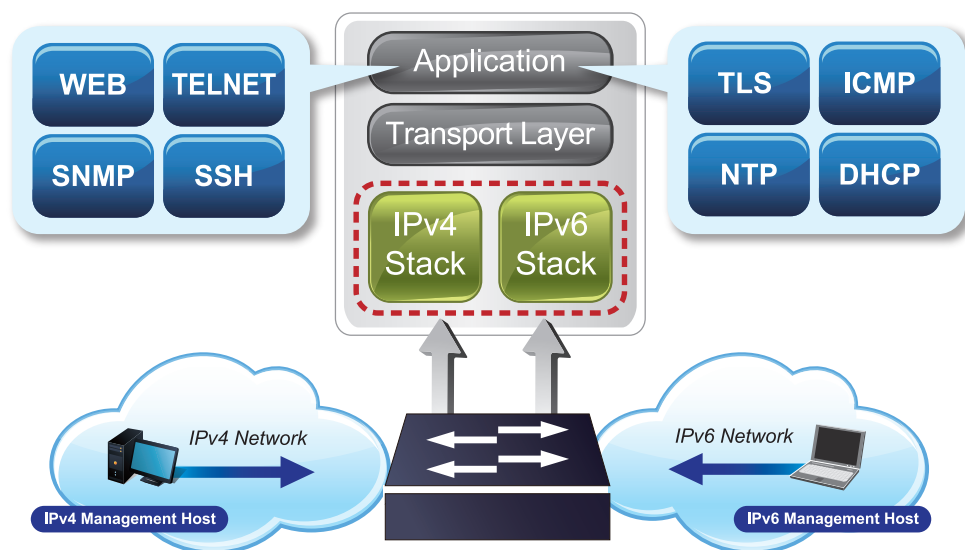 WEB
TELNET
SNMP
SSH
Application
Transport Layer
IPv4
Stack
IPv6
Stack
TLS
ICMP
NTP
DHCP
IPv4 Network
IPv4 Management Host
IPv6 Network
IPv6 Management Host